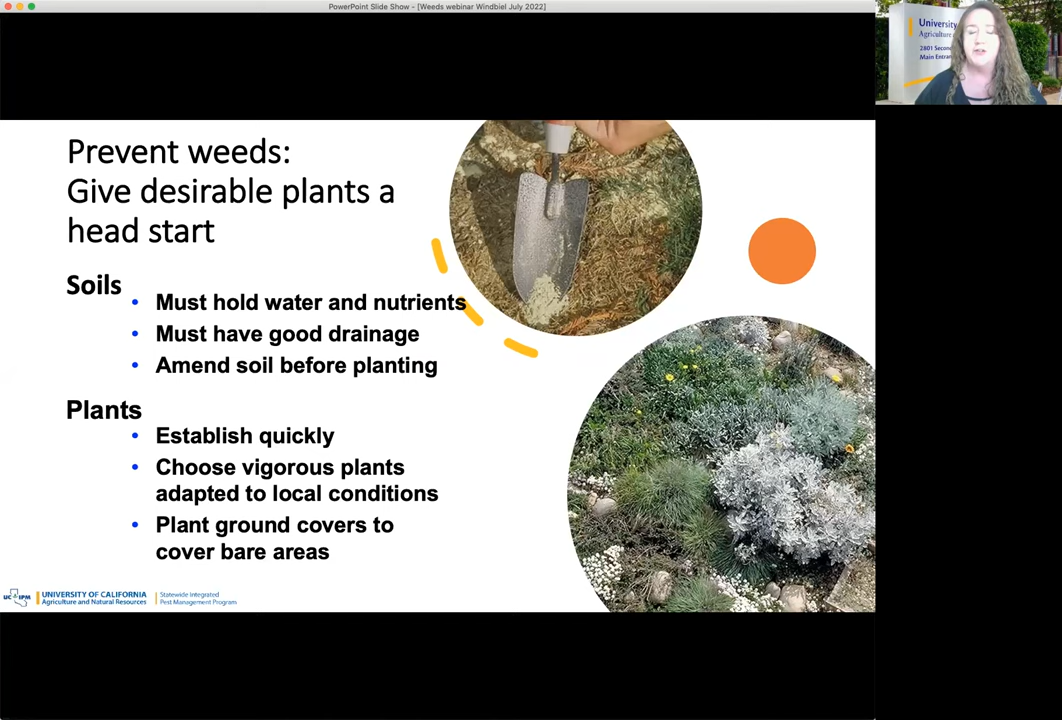 PowerPoint Slide Show - [Weeds webinar Windbiel July 2022]
University
Agriculture
2801 Second
Main Entran
Prevent weeds:
Give desirable plants a
head start
Soils
• Must hold water and nutrients
• Must have good drainage
• Amend soil before planting
Plants
• Establish quickly
• Choose vigorous plants
adapted to local conditions
• Plant ground covers to
cover bare areas
UC IPM
UNIVERSITY OF CALIFORNIA
Agriculture and Natural Resources
Statewide Integrated
Pest Management Program